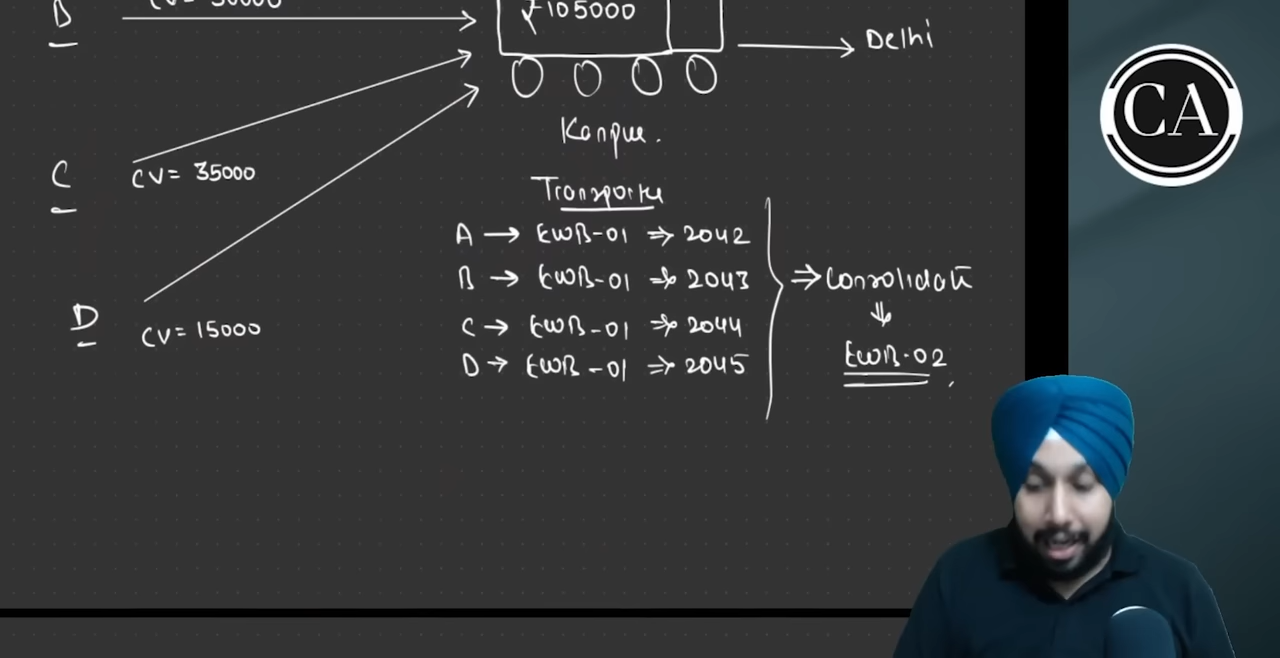 B
₹105000
Delhi
CA
Kanpur.
C CV= 35000
Transporter
A → EWB-01 ⇒ 2042
B → EWB-01 ⇒ 2043
⇒ Consolidate
C → EWB-01 ⇒ 2044
D CV= 15000
D → EWB-01 ⇒ 2045
EWB-02